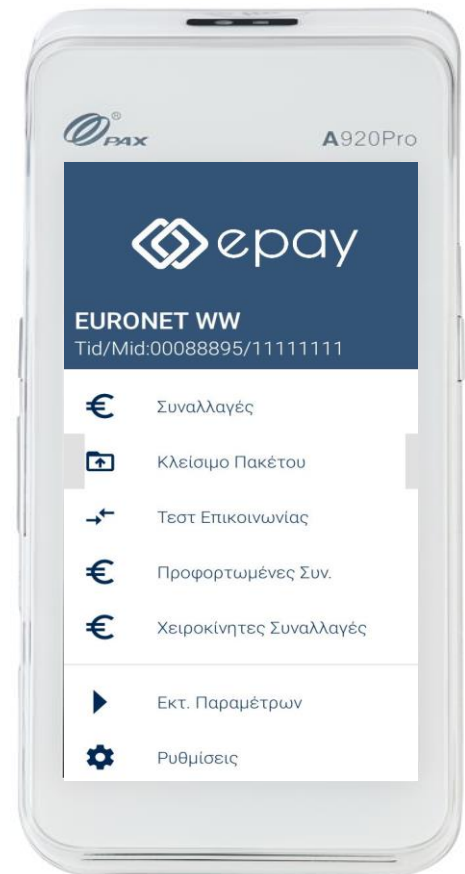 PAX®
A920Pro
epay
EURONET WW
Tid/Mid:00088895/11111111
Συναλλαγές
Κλείσιμο Πακέτου
Τεστ Επικοινωνίας
Προφορτωμένες Συν.
Χειροκίνητες Συναλλαγές
Εκτ. Παραμέτρων
Ρυθμίσεις